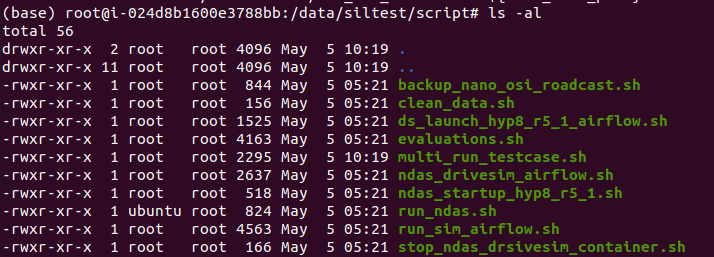 (base) root@i-024d8b1600e3788bb:/data/siltest/script# ls -al
total 56
drwxr-xr-x  2 root   root 4096 May  5 10:19 .
drwxr-xr-x 11 root   root 4096 May  5 10:19 ..
-rwxr-xr-x  1 root   root  844 May  5 05:21 backup_nano_osi_roadcast.sh
-rwxr-xr-x  1 root   root  156 May  5 05:21 clean_data.sh
-rwxr-xr-x  1 root   root 1525 May  5 05:21 ds_launch_hyp8_r5_1_airflow.sh
-rwxr-xr-x  1 root   root 4163 May  5 05:21 evaluations.sh
-rwxr-xr-x  1 root   root 2295 May  5 10:19 multi_run_testcase.sh
-rwxr-xr-x  1 root   root 2637 May  5 05:21 ndas_drivesim_airflow.sh
-rwxr-xr-x  1 root   root  518 May  5 05:21 ndas_startup_hyp8_r5_1.sh
-rwxr-xr-x  1 ubuntu root  824 May  5 05:21 run_ndas.sh
-rwxr-xr-x  1 root   root 4563 May  5 05:21 run_sim_airflow.sh
-rwxr-xr-x  1 root   root  166 May  5 05:21 stop_ndas_drsivesim_container.sh